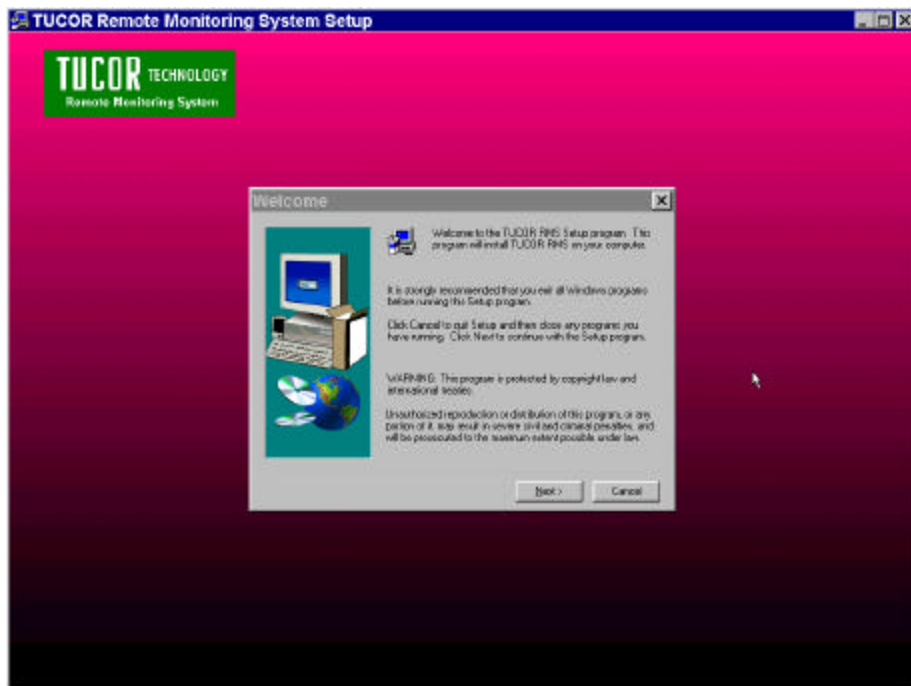 TUCOR Remote Monitoring System Setup
TUCOR TECHNOLOGY
Remote Monitoring System
Welcome
Welcome to the TUCOR RMS Setup program. This
program will install TUCOR RMS on your computer.
It is strongly recommended that you exit all Windows programs
before running this Setup program.
Click Cancel to quit Setup and then close any programs you
have running. Click Next to continue with the Setup program.
WARNING: This program is protected by copyright law and
international treaties.
Unauthorized reproduction or distribution of this program, or any
portion of it, may result in severe civil and criminal penalties, and
will be prosecuted to the maximum extent possible under law.
Next >
Cancel